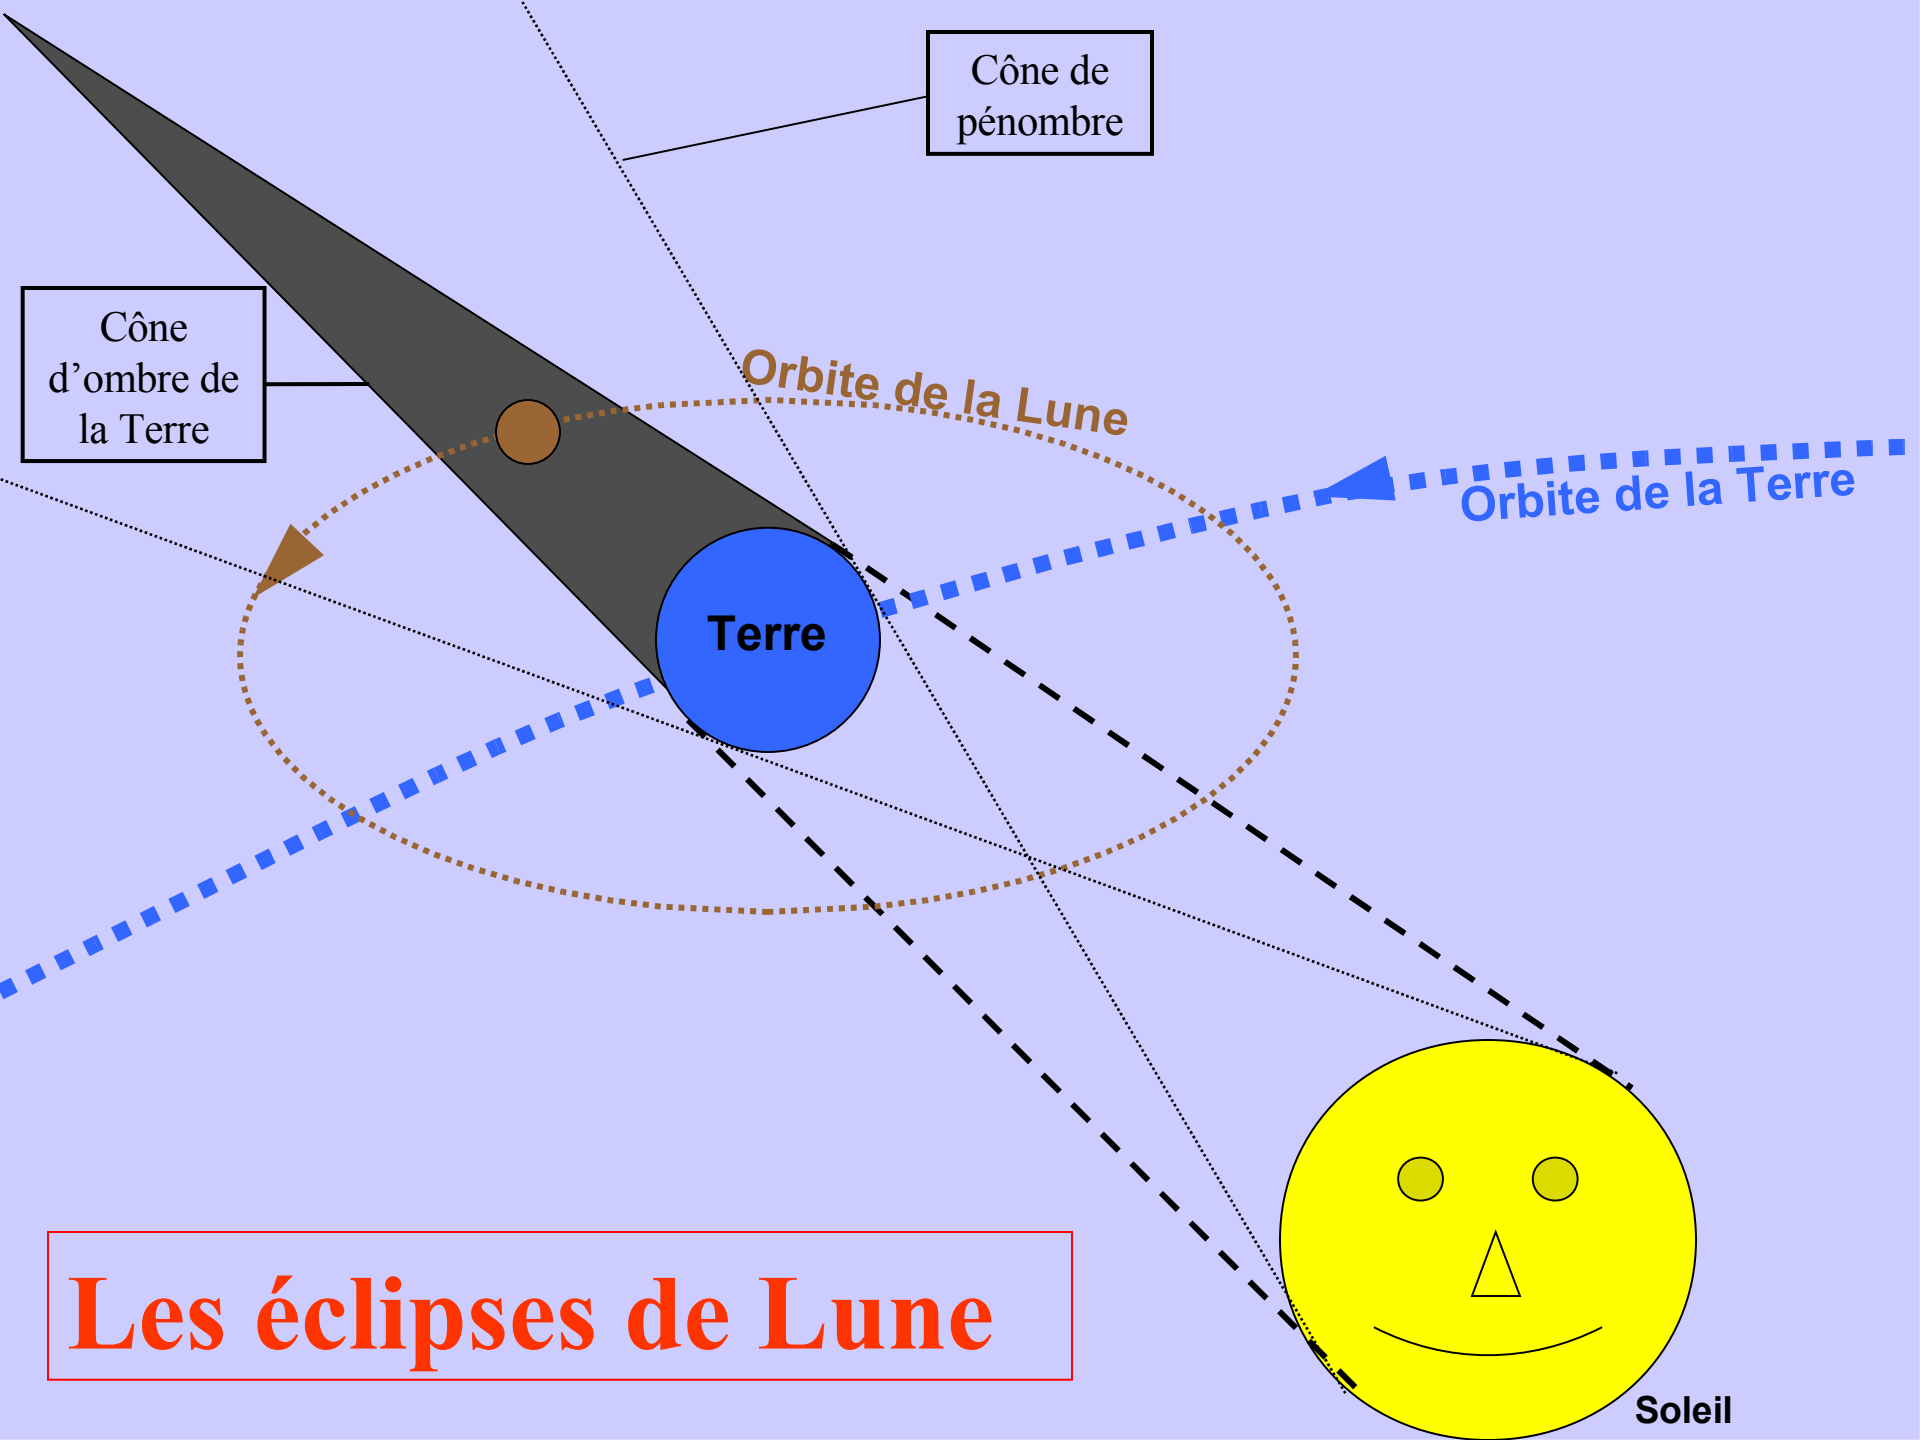 Cône de
pénombre
Cône
d’ombre de
la Terre
Orbite de la Lune
Orbite de la Terre
Terre
Les éclipses de Lune
Soleil